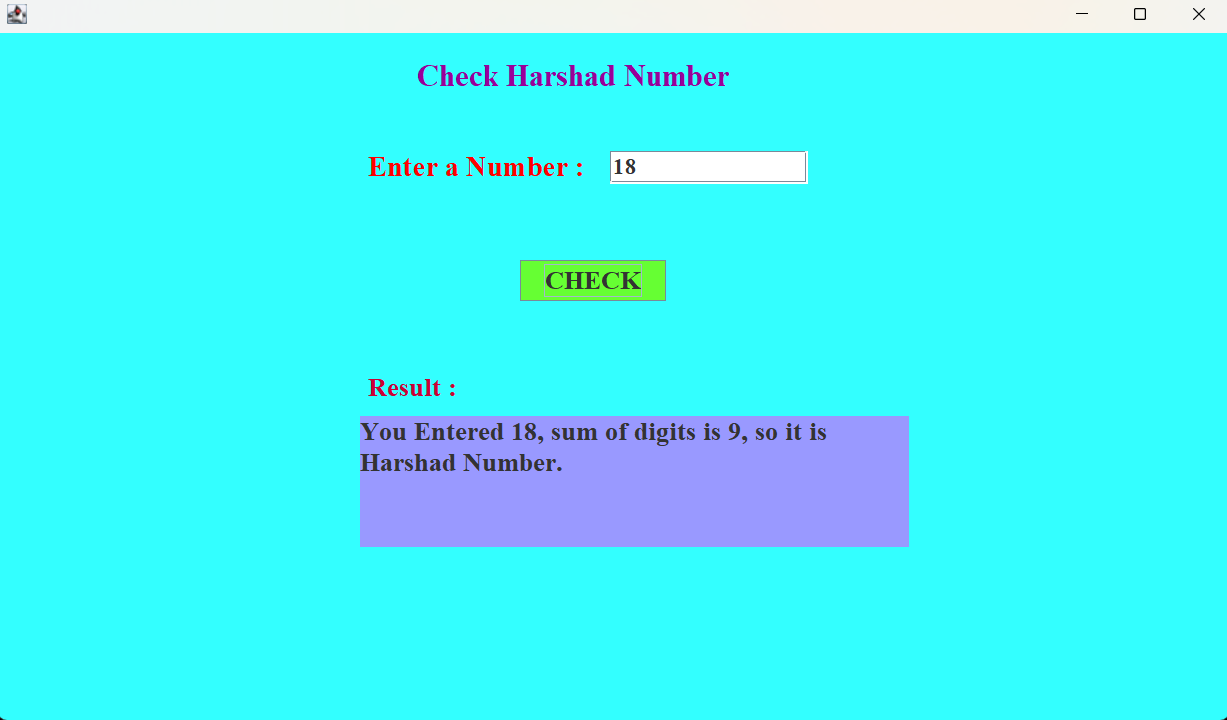 Check Harshad Number
Enter a Number :
18
CHECK
Result :
You Entered 18, sum of digits is 9, so it is
Harshad Number.